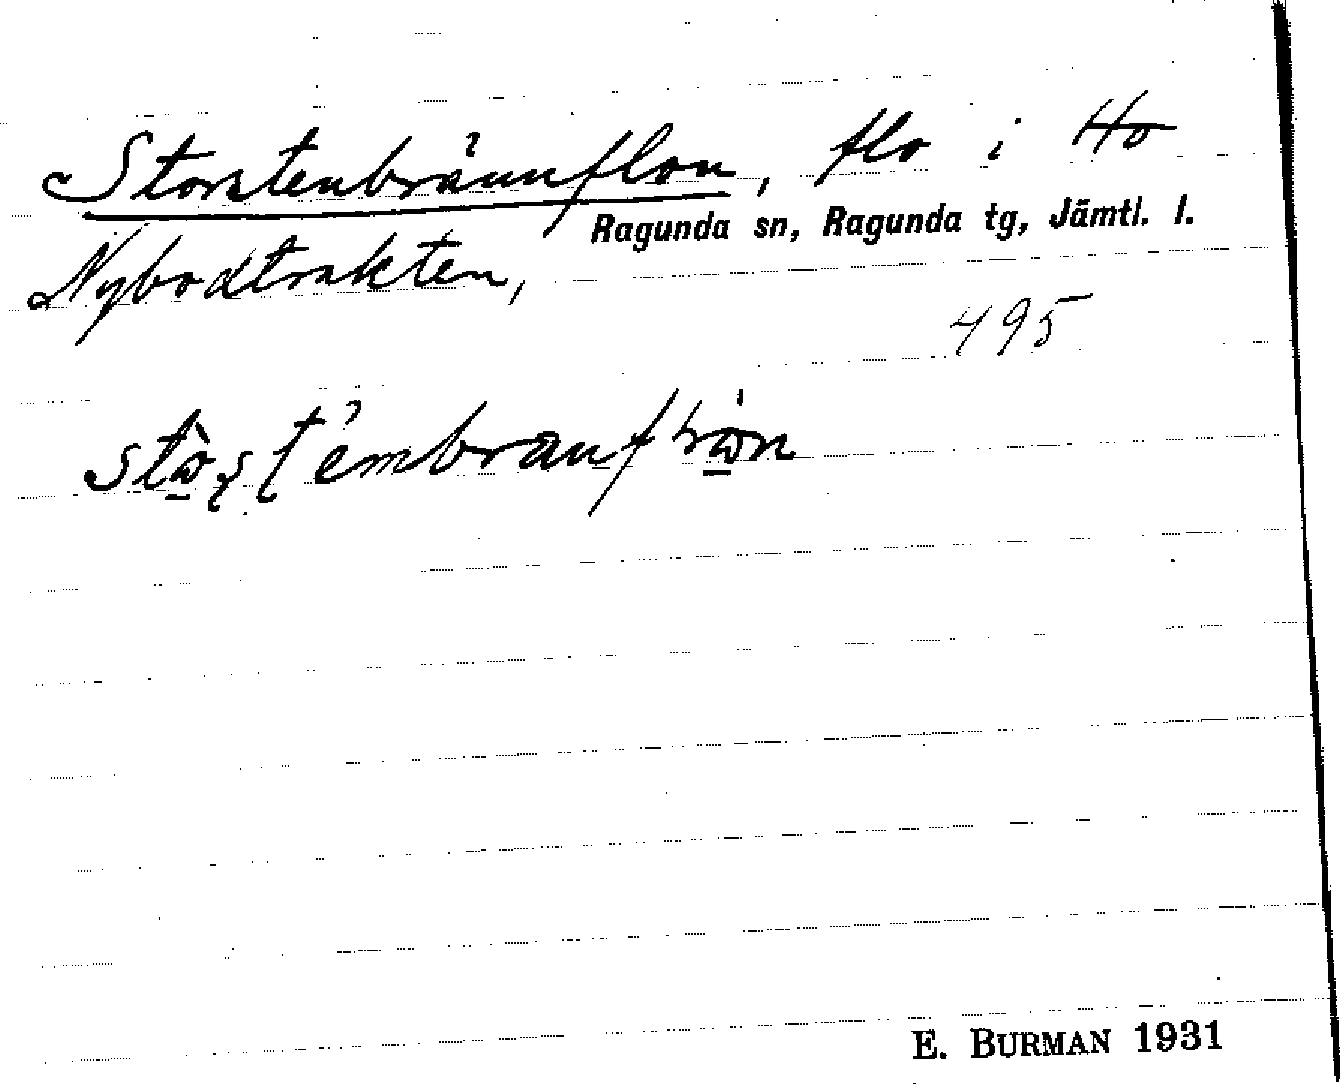 Storstenbrännflon, flo i Ho
Ragunda sn, Ragunda tg, Jämtl. l.
Nybodtrakten,
495
E. BURMAN 1931